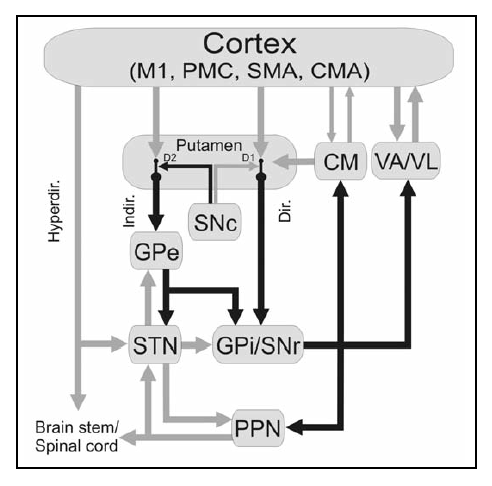 Cortex
(M1, PMC, SMA, CMA)
Putamen
D2
D1
CM
VA/VL
Hyperdir.
Indir.
SNc
Dir.
GPe
STN
GPi/SNr
Brain stem/
Spinal cord
PPN